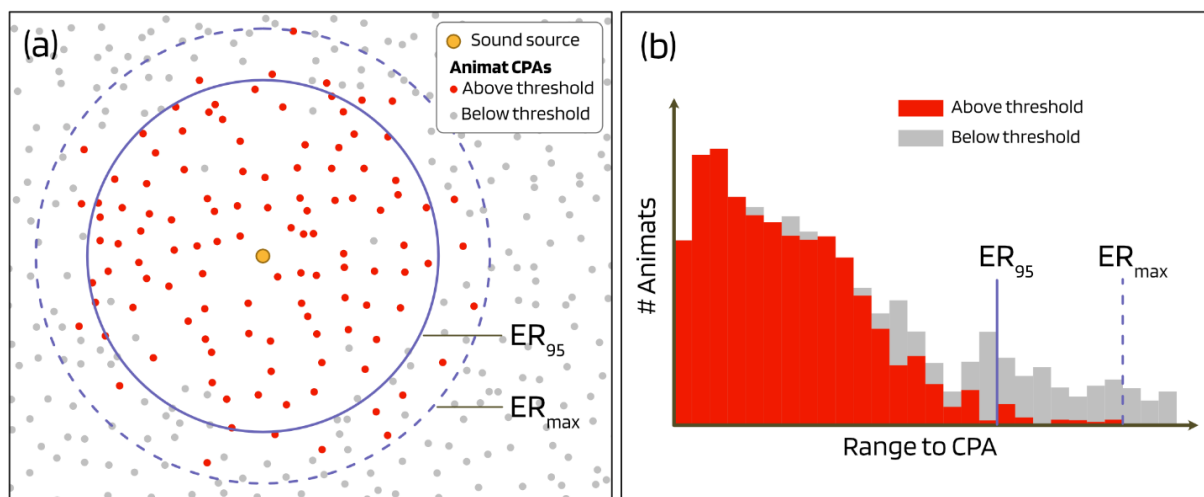 (a)
Sound source
Animat CPAs
Above threshold
Below threshold
ER95
ERmax
(b)
Above threshold
Below threshold
# Animats
ER95
ERmax
Range to CPA